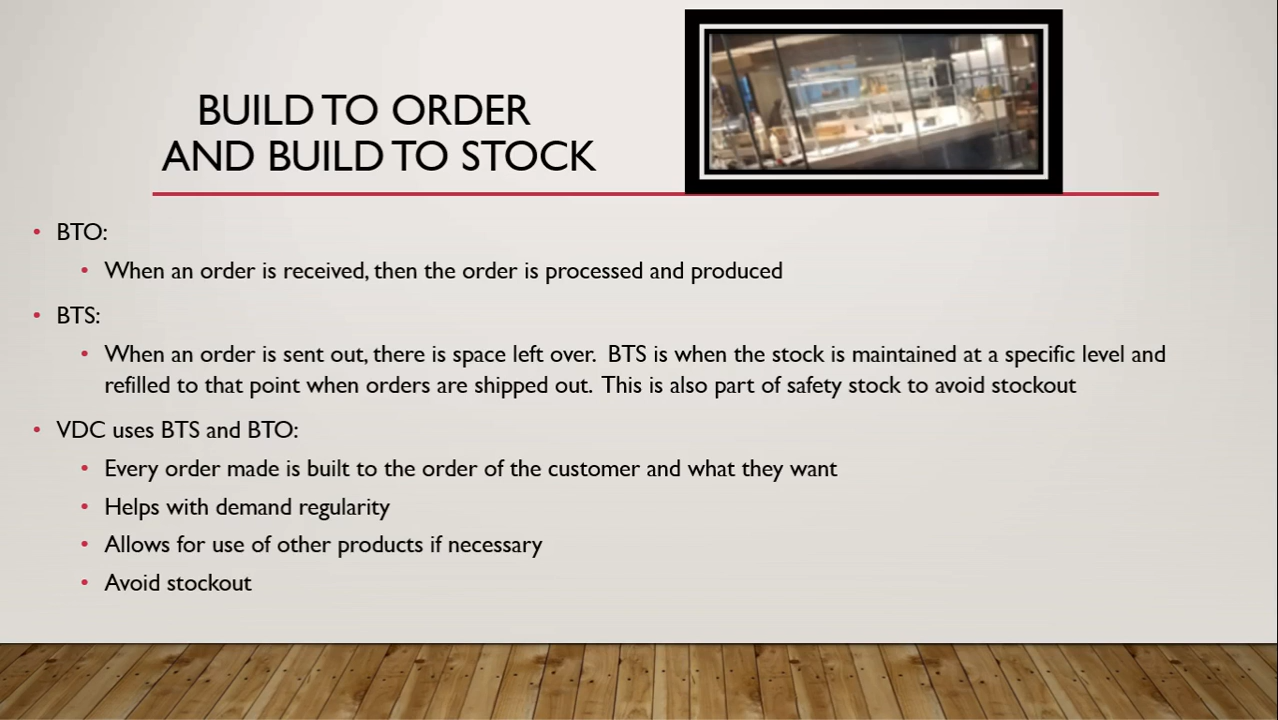 BUILD TO ORDER
AND BUILD TO STOCK
• BTO:
• When an order is received, then the order is processed and produced
• BTS:
• When an order is sent out, there is space left over.  BTS is when the stock is maintained at a specific level and
refilled to that point when orders are shipped out.  This is also part of safety stock to avoid stockout
• VDC uses BTS and BTO:
• Every order made is built to the order of the customer and what they want
• Helps with demand regularity
• Allows for use of other products if necessary
• Avoid stockout